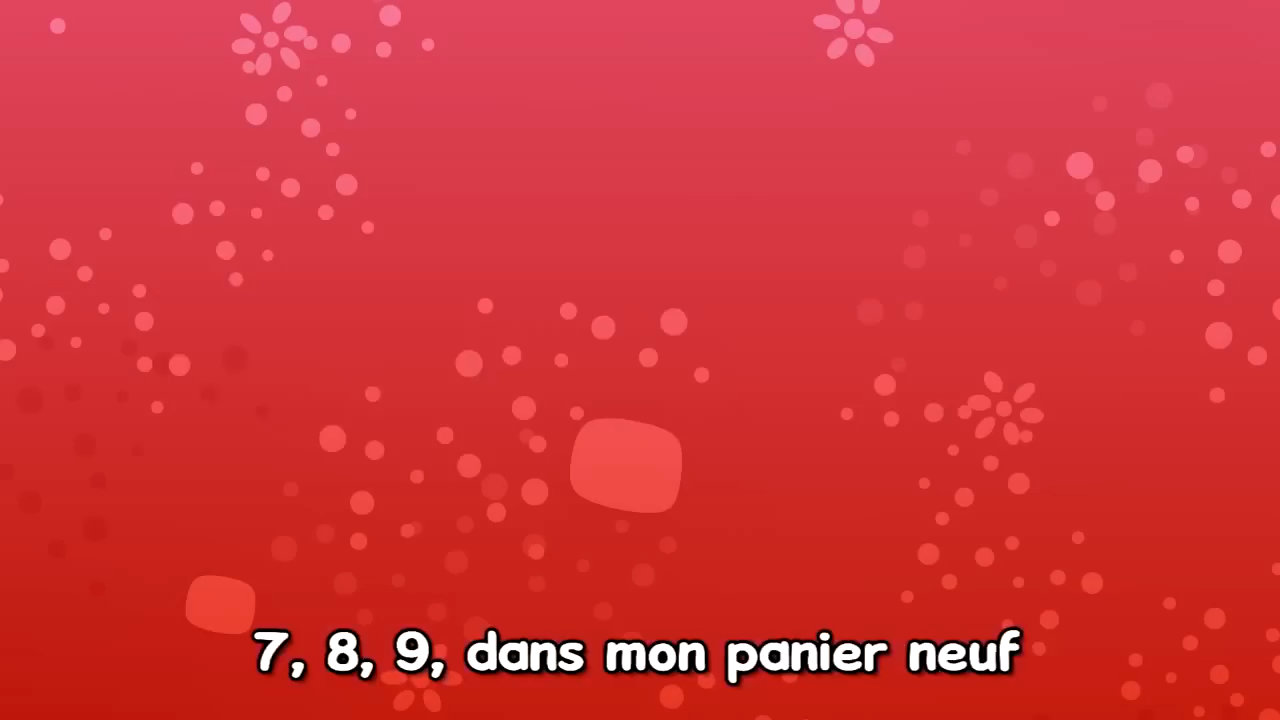 7, 8, 9, dans mon panier neuf